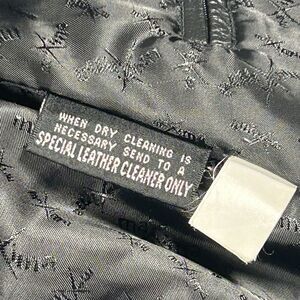 WHEN DRY CLEANING IS
NECESSARY SEND TO A
SPECIAL LEATHER CLEANER ONLY